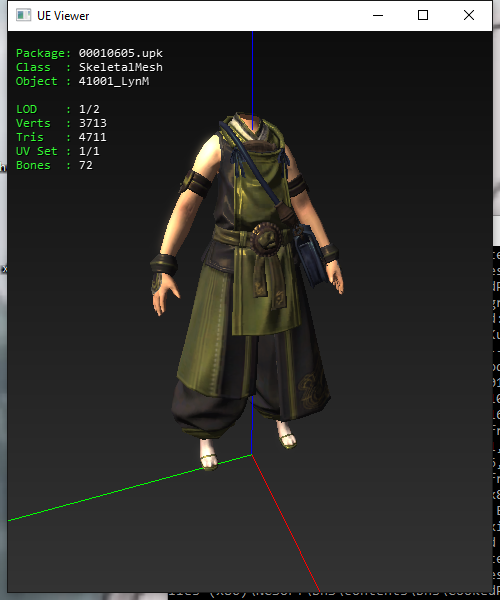 UE Viewer
Package: 00010605.upk
Class : SkeletalMesh
Object : 41001_LynM
LOD : 1/2
Verts : 3713
Tris : 4711
UV Set : 1/1
Bones : 72